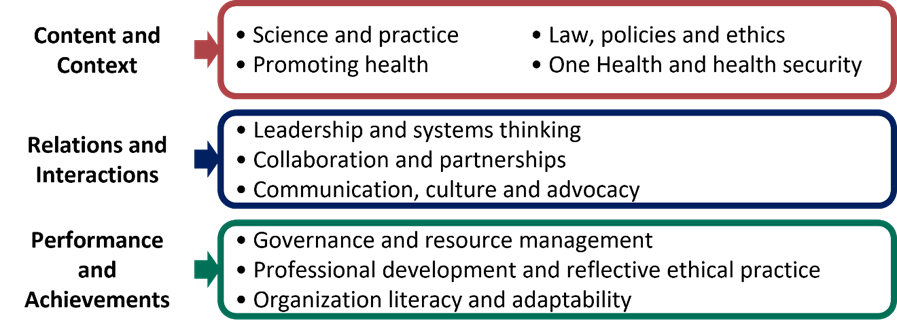 Content and
Context
• Science and practice
• Promoting health
• Law, policies and ethics
• One Health and health security
Relations and
Interactions
• Leadership and systems thinking
• Collaboration and partnerships
• Communication, culture and advocacy
Performance
and
Achievements
• Governance and resource management
• Professional development and reflective ethical practice
• Organization literacy and adaptability